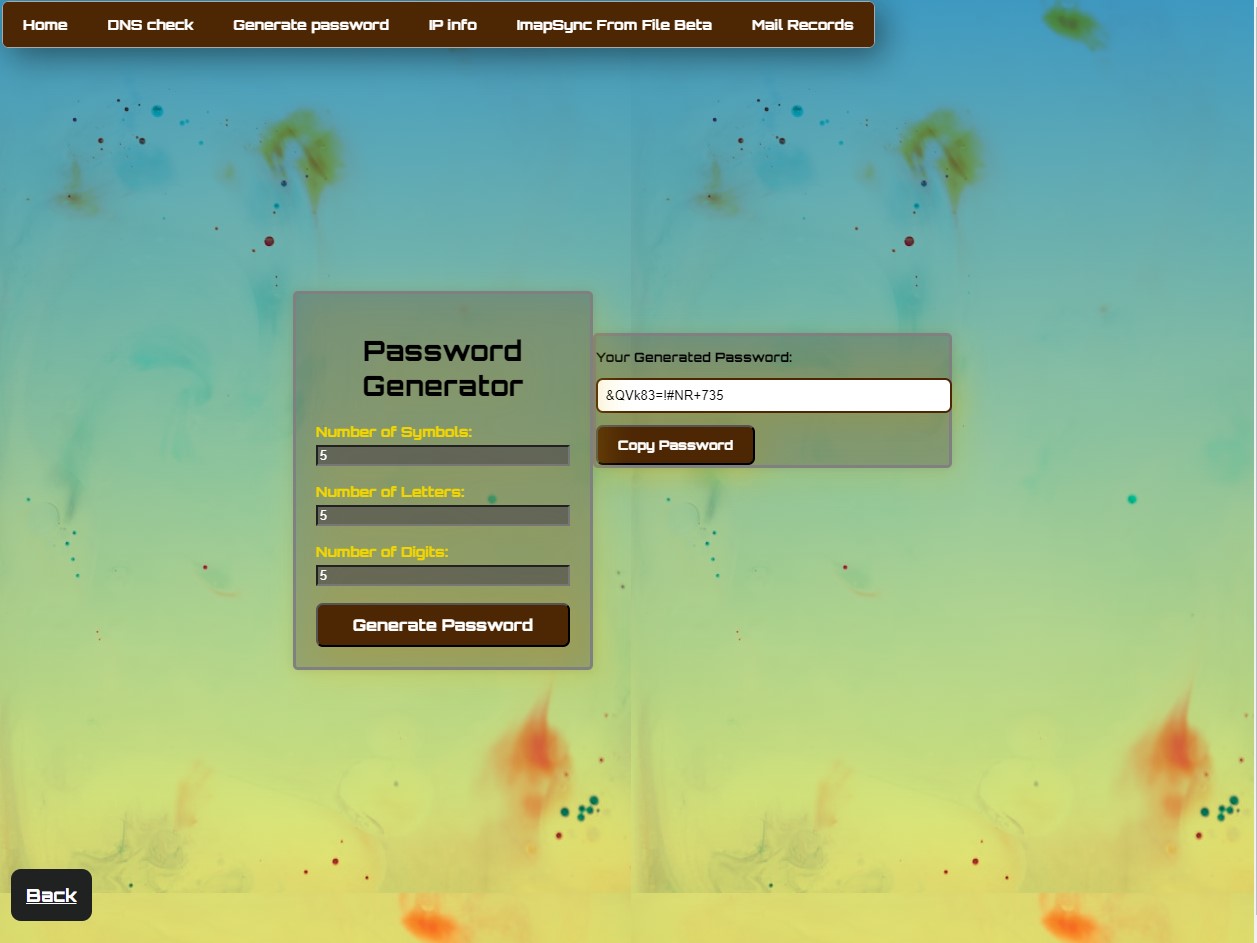 Home DNS check Generate password IP info ImapSync From File Beta Mail Records
Password
Generator
Number of Symbols:
5
Number of Letters:
5
Number of Digits:
5
Generate Password
Your Generated Password:
&QVk83=!#NR+735
Copy Password
Back